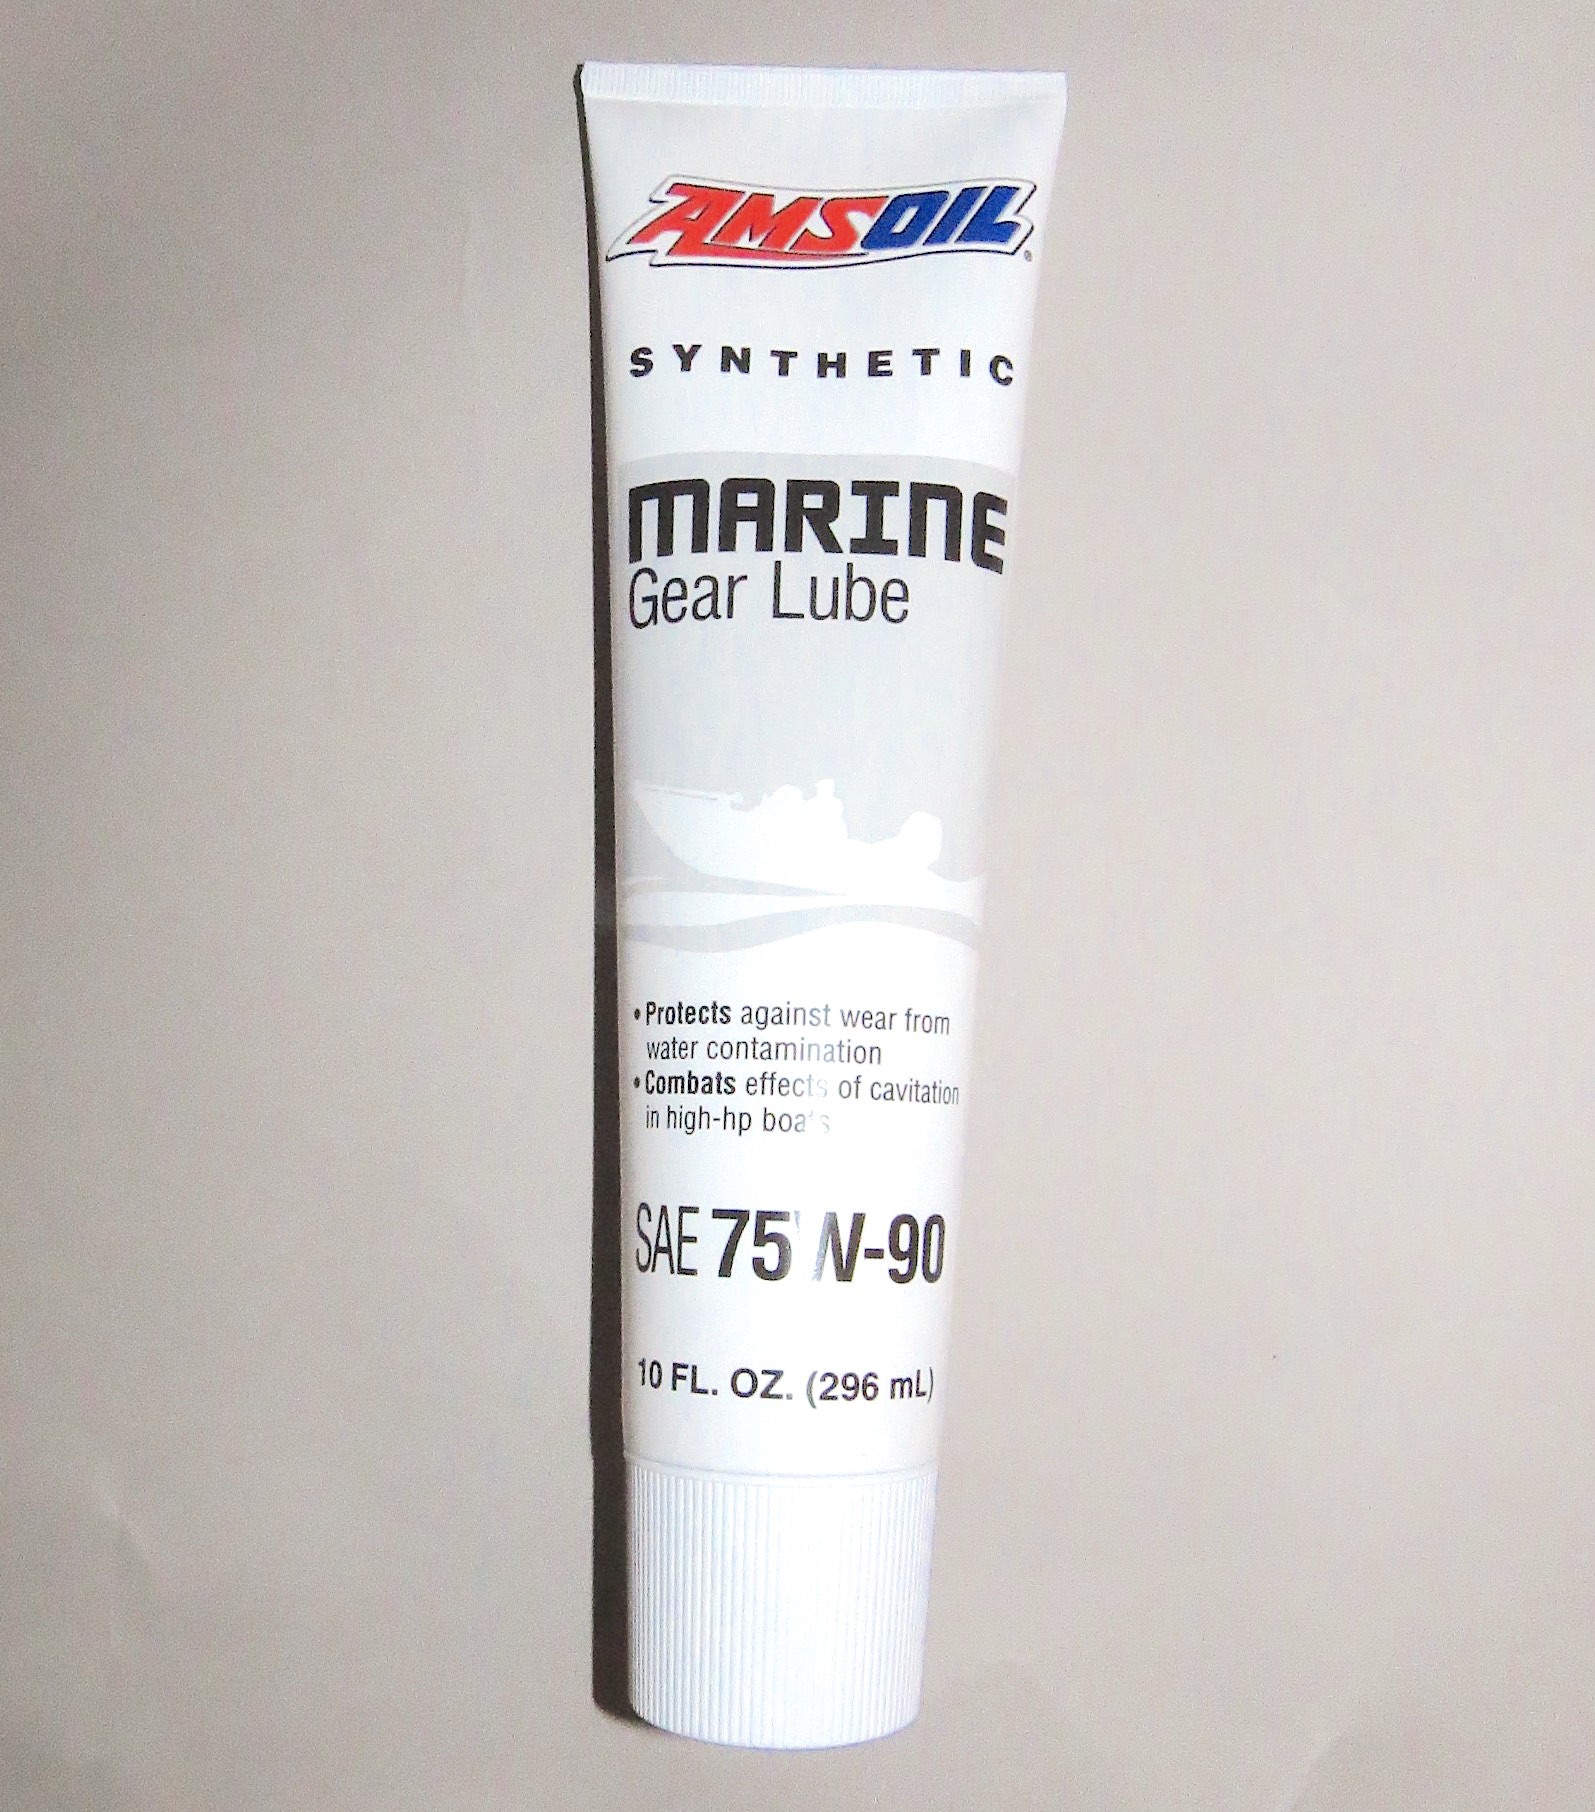 AMSOIL®
SYNTHETIC
MARINE
Gear Lube
• Protects against wear from
water contamination
• Combats effects of cavitation
in high-hp boats
SAE 75W-90
10 FL. OZ. (296 mL)